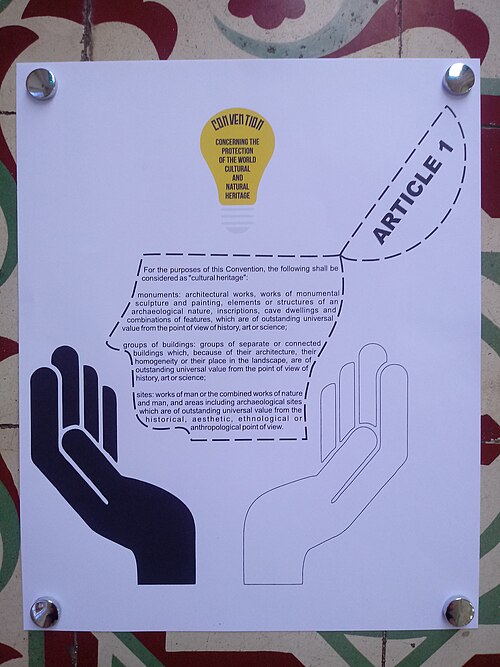 CONVENTION
CONCERNING THE
PROTECTION
OF THE WORLD
CULTURAL
AND
NATURAL
HERITAGE
ARTICLE 1
For the purposes of this Convention, the following shall be
considered as "cultural heritage":
monuments: architectural works, works of monumental
sculpture and painting, elements or structures of an
archaeological nature, inscriptions, cave dwellings and
combinations of features, which are of outstanding universal
value from the point of view of history, art or science;
groups of buildings: groups of separate or connected
buildings which, because of their architecture, their
homogeneity or their place in the landscape, are of
outstanding universal value from the point of view of
history, art or science;
sites: works of man or the combined works of nature
and man, and areas including archaeological sites
which are of outstanding universal value from the
historical, aesthetic, ethnological or
anthropological point of view.